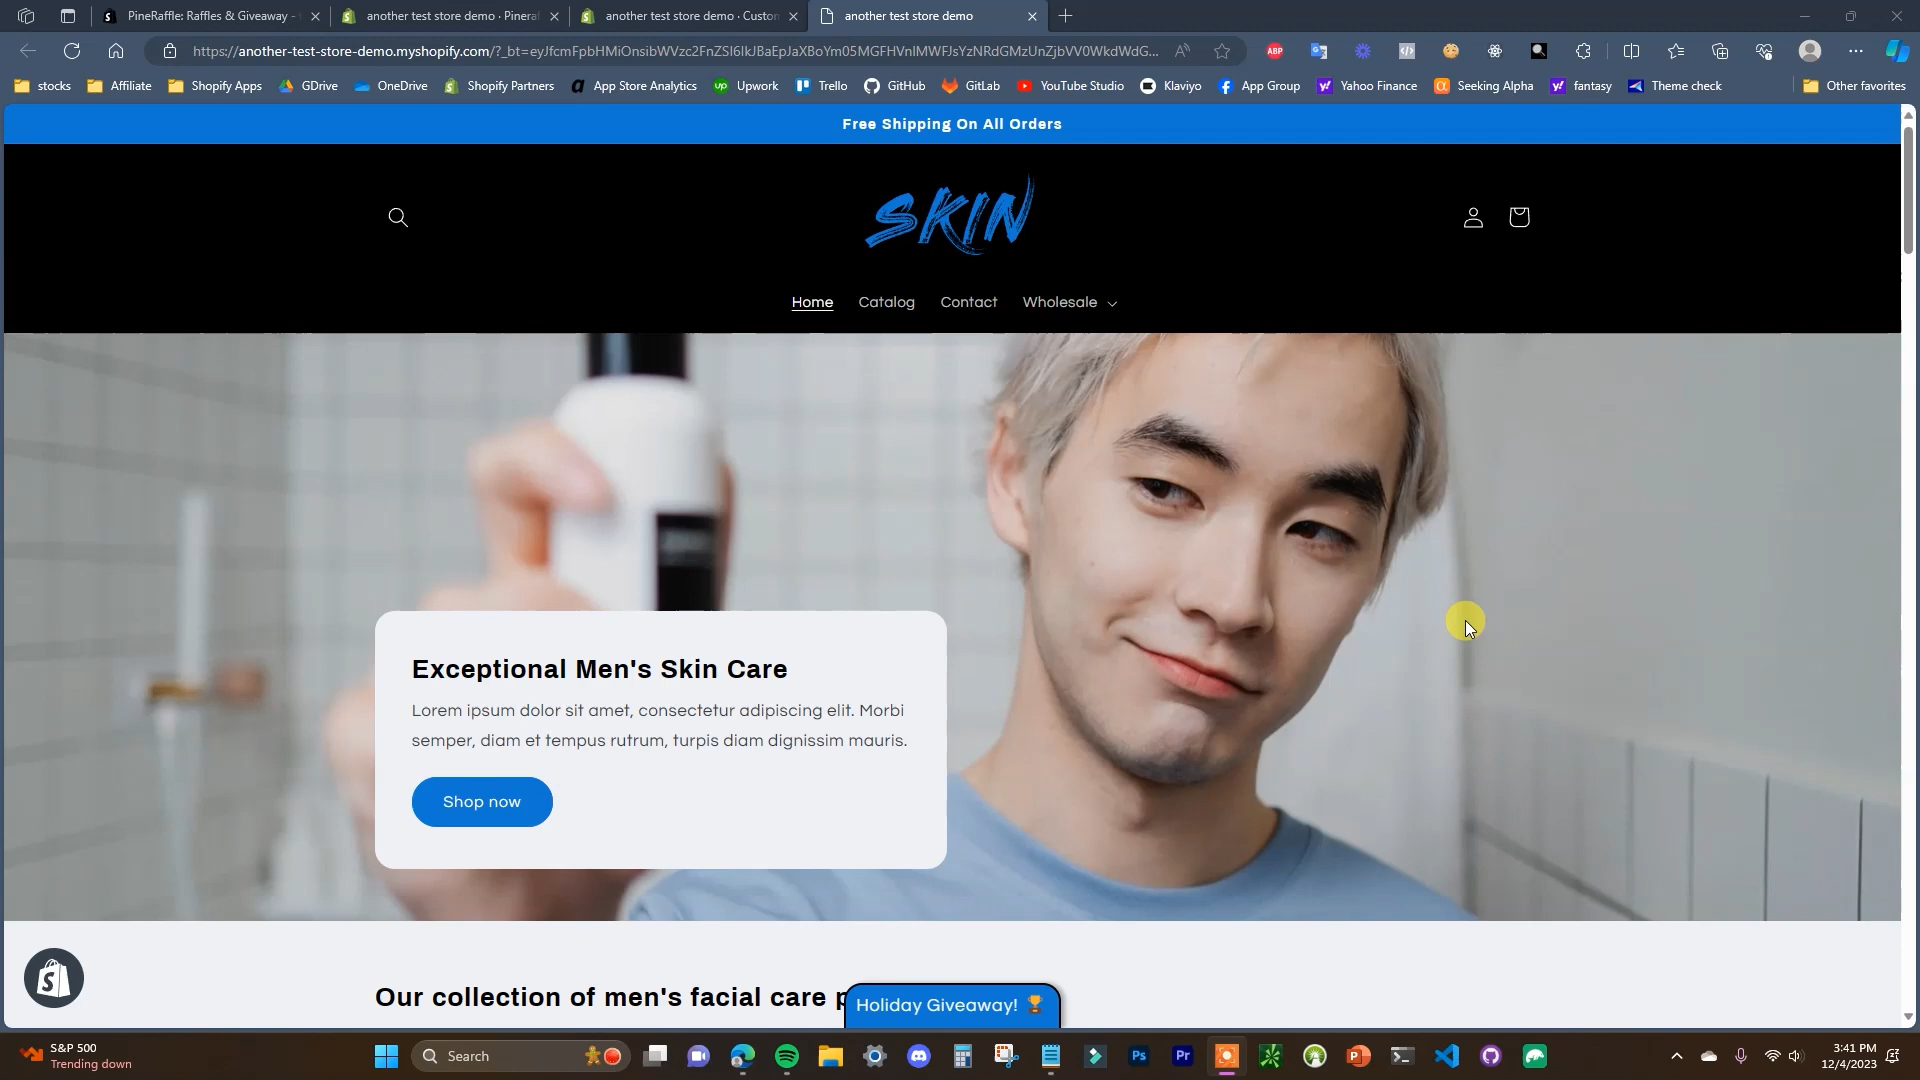 PineRaffle: Raffles & Giveaway -
another test store demo · Pineral
another test store demo · Custon
another test store demo
https://another-test-store-demo.myshopify.com/?_bt=eyJfcmFpbHMiOnsibWVzc2FnZSI6IkJBaEpJaXBoYm05MGFHVnlMWFJsYzNRdGMzUnZjbVV0WkdWdG...
ABP
stocks
Affiliate
Shopify Apps
GDrive
OneDrive
Shopify Partners
App Store Analytics
Upwork
Trello
GitHub
GitLab
YouTube Studio
Klaviyo
App Group
Yahoo Finance
Seeking Alpha
fantasy
Theme check
Other favorites
Free Shipping On All Orders
SKIN
Home Catalog Contact Wholesale
Exceptional Men's Skin Care
Lorem ipsum dolor sit amet, consectetur adipiscing elit. Morbi
semper, diam et tempus rutrum, turpis diam dignissim mauris.
Shop now
Our collection of men's facial care p
Holiday Giveaway! 🏆
S&P 500
Trending down
Search
Ps
Pr
3:41 PM
12/4/2023